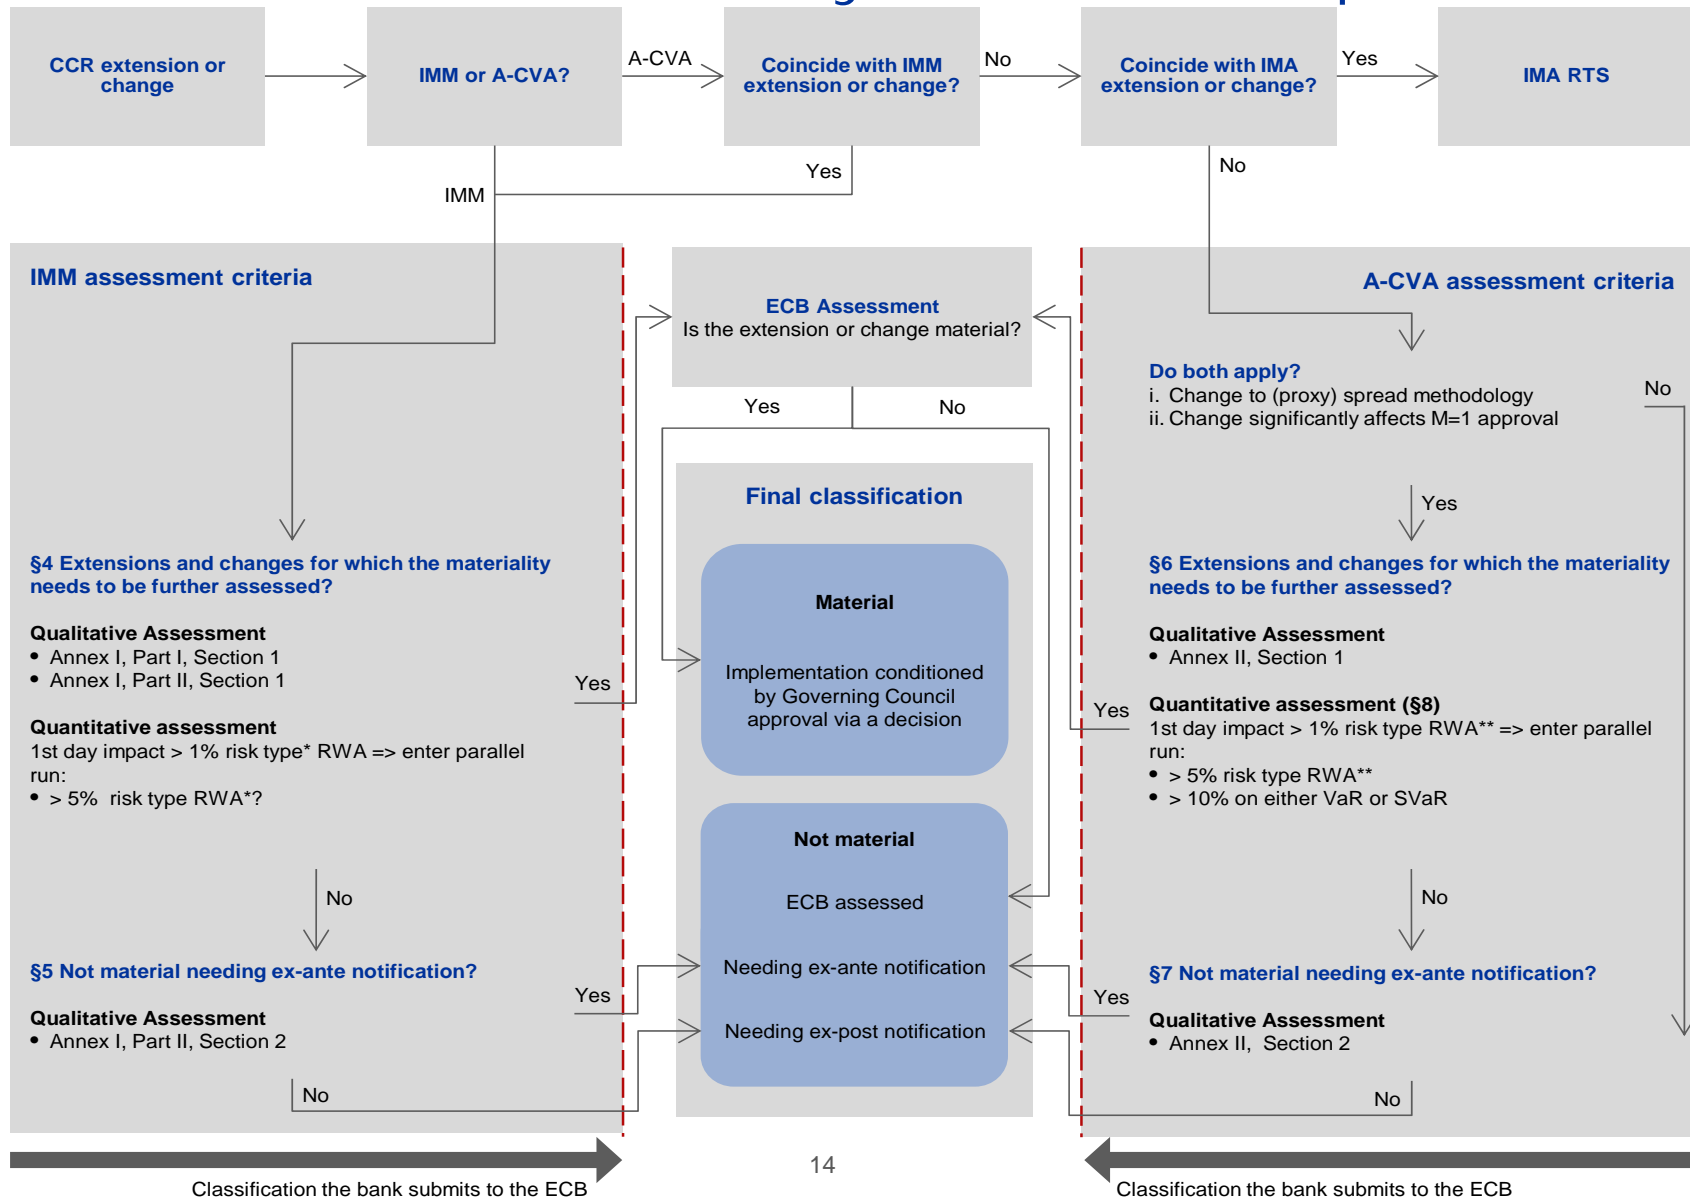 CCR extension or
change
IMM or A-CVA?
A-CVA
Coincide with IMM
extension or change?
No
Coincide with IMA
extension or change?
Yes
IMA RTS
IMM
Yes
No
IMM assessment criteria
§4 Extensions and changes for which the materiality
needs to be further assessed?
Qualitative Assessment
• Annex I, Part I, Section 1
• Annex I, Part II, Section 1
Quantitative assessment
1st day impact > 1% risk type* RWA => enter parallel
run:
• > 5% risk type RWA*?
Yes
No
§5 Not material needing ex-ante notification?
Qualitative Assessment
• Annex I, Part II, Section 2
Yes
No
ECB Assessment
Is the extension or change material?
Yes
No
Final classification
Material
Implementation conditioned
by Governing Council
approval via a decision
Not material
ECB assessed
Needing ex-ante notification
Needing ex-post notification
A-CVA assessment criteria
Do both apply?
i. Change to (proxy) spread methodology
ii. Change significantly affects M=1 approval
No
Yes
§6 Extensions and changes for which the materiality
needs to be further assessed?
Qualitative Assessment
• Annex II, Section 1
Quantitative assessment (§8)
1st day impact > 1% risk type RWA** => enter parallel
run:
• > 5% risk type RWA**
• > 10% on either VaR or SVaR
Yes
No
§7 Not material needing ex-ante notification?
Qualitative Assessment
• Annex II, Section 2
Yes
No
14
Classification the bank submits to the ECB
Classification the bank submits to the ECB